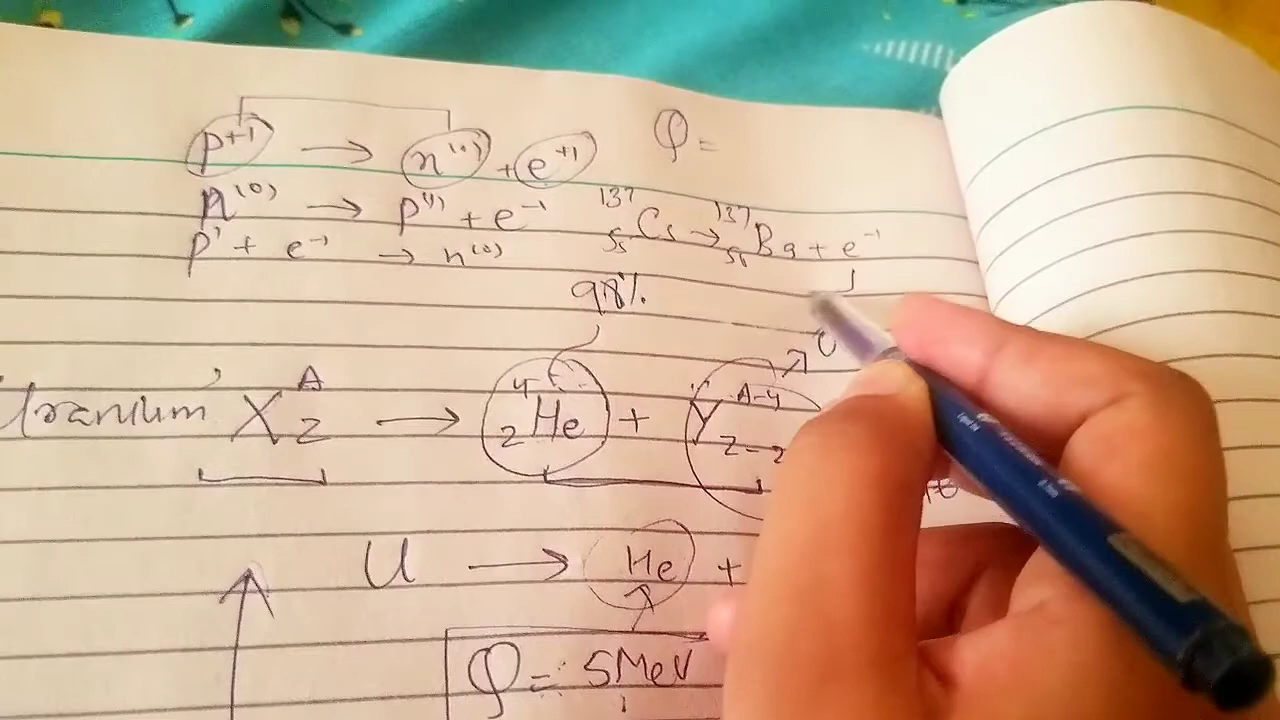 p⁺¹ → n⁽⁰⁾ + e⁺¹ φ =
n⁽⁰⁾ → p⁽¹⁾ + e⁻¹ ¹³⁷₅₅Cs → ¹³⁷₅₆Ba + e⁻¹
p¹ + e⁻¹ → n⁽⁰⁾
98%
Uranium X^A_Z → ⁴₂He + Y^A-4_Z-2
U → He +
φ = 5MeV